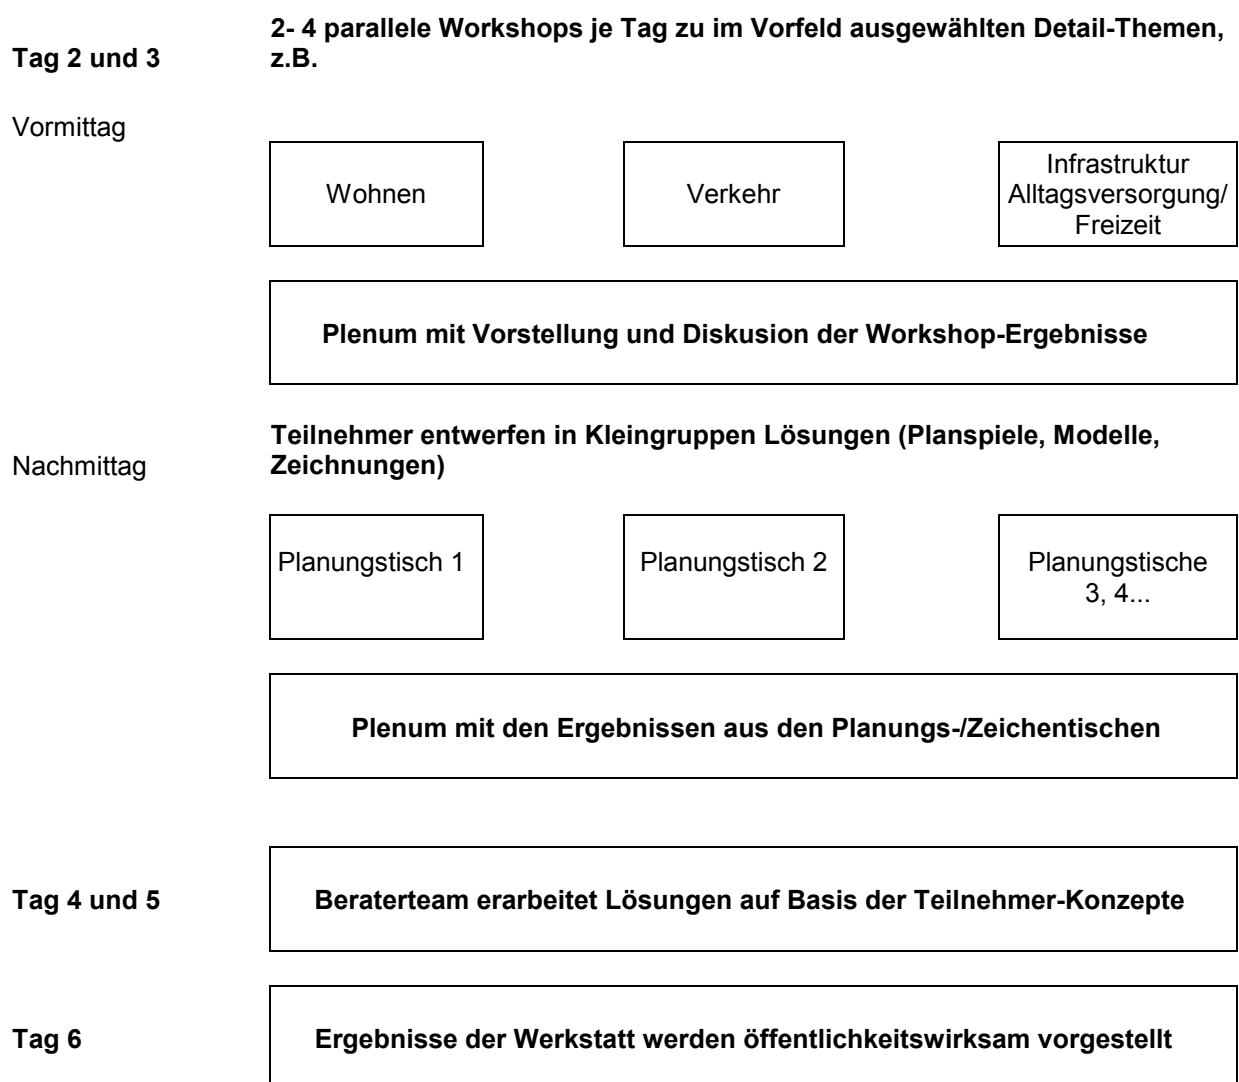 2- 4 parallele Workshops je Tag zu im Vorfeld ausgewählten Detail-Themen,
Tag 2 und 3
z.B.
Vormittag
Wohnen
Verkehr
Infrastruktur
Alltagsversorgung/
Freizeit
Plenum mit Vorstellung und Diskusion der Workshop-Ergebnisse
Teilnehmer entwerfen in Kleingruppen Lösungen (Planspiele, Modelle,
Nachmittag
Zeichnungen)
Planungstisch 1
Planungstisch 2
Planungstische
3, 4...
Plenum mit den Ergebnissen aus den Planungs-/Zeichentischen
Tag 4 und 5
Beraterteam erarbeitet Lösungen auf Basis der Teilnehmer-Konzepte
Tag 6
Ergebnisse der Werkstatt werden öffentlichkeitswirksam vorgestellt